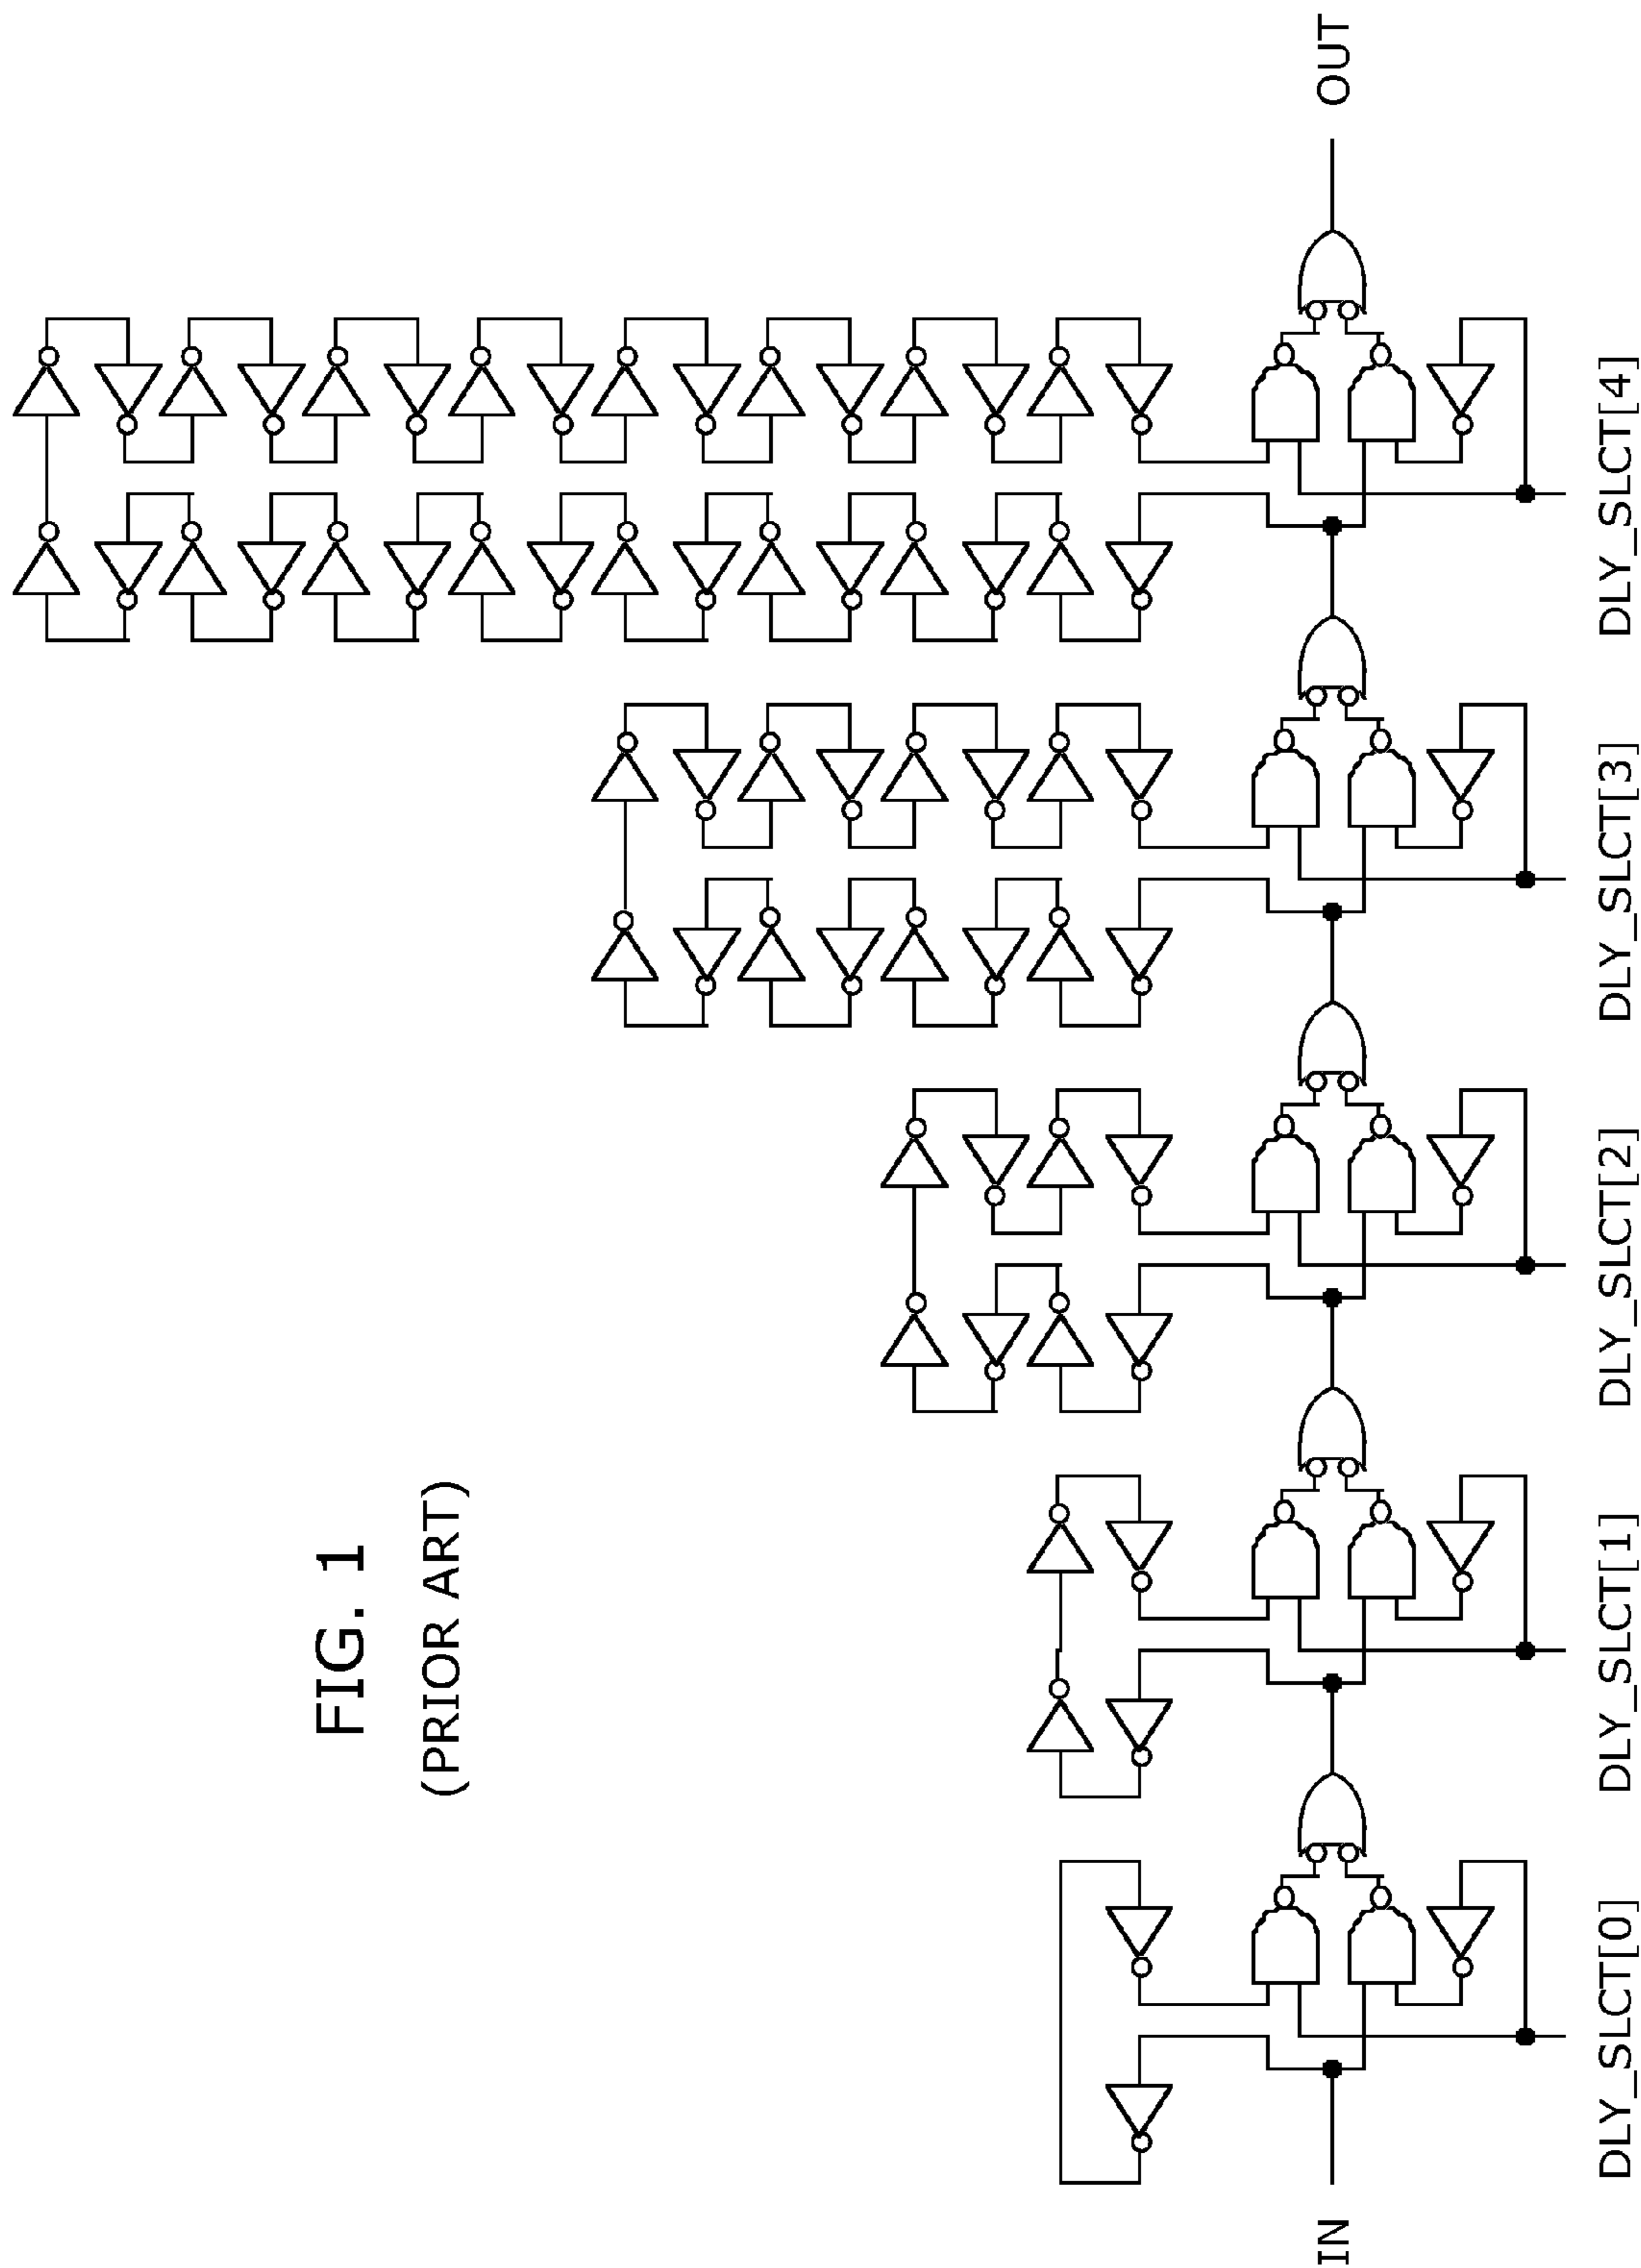 FIG. 1
(PRIOR ART)
IN
OUT
DLY_SLCT[0]
DLY_SLCT[1]
DLY_SLCT[2]
DLY_SLCT[3]
DLY_SLCT[4]